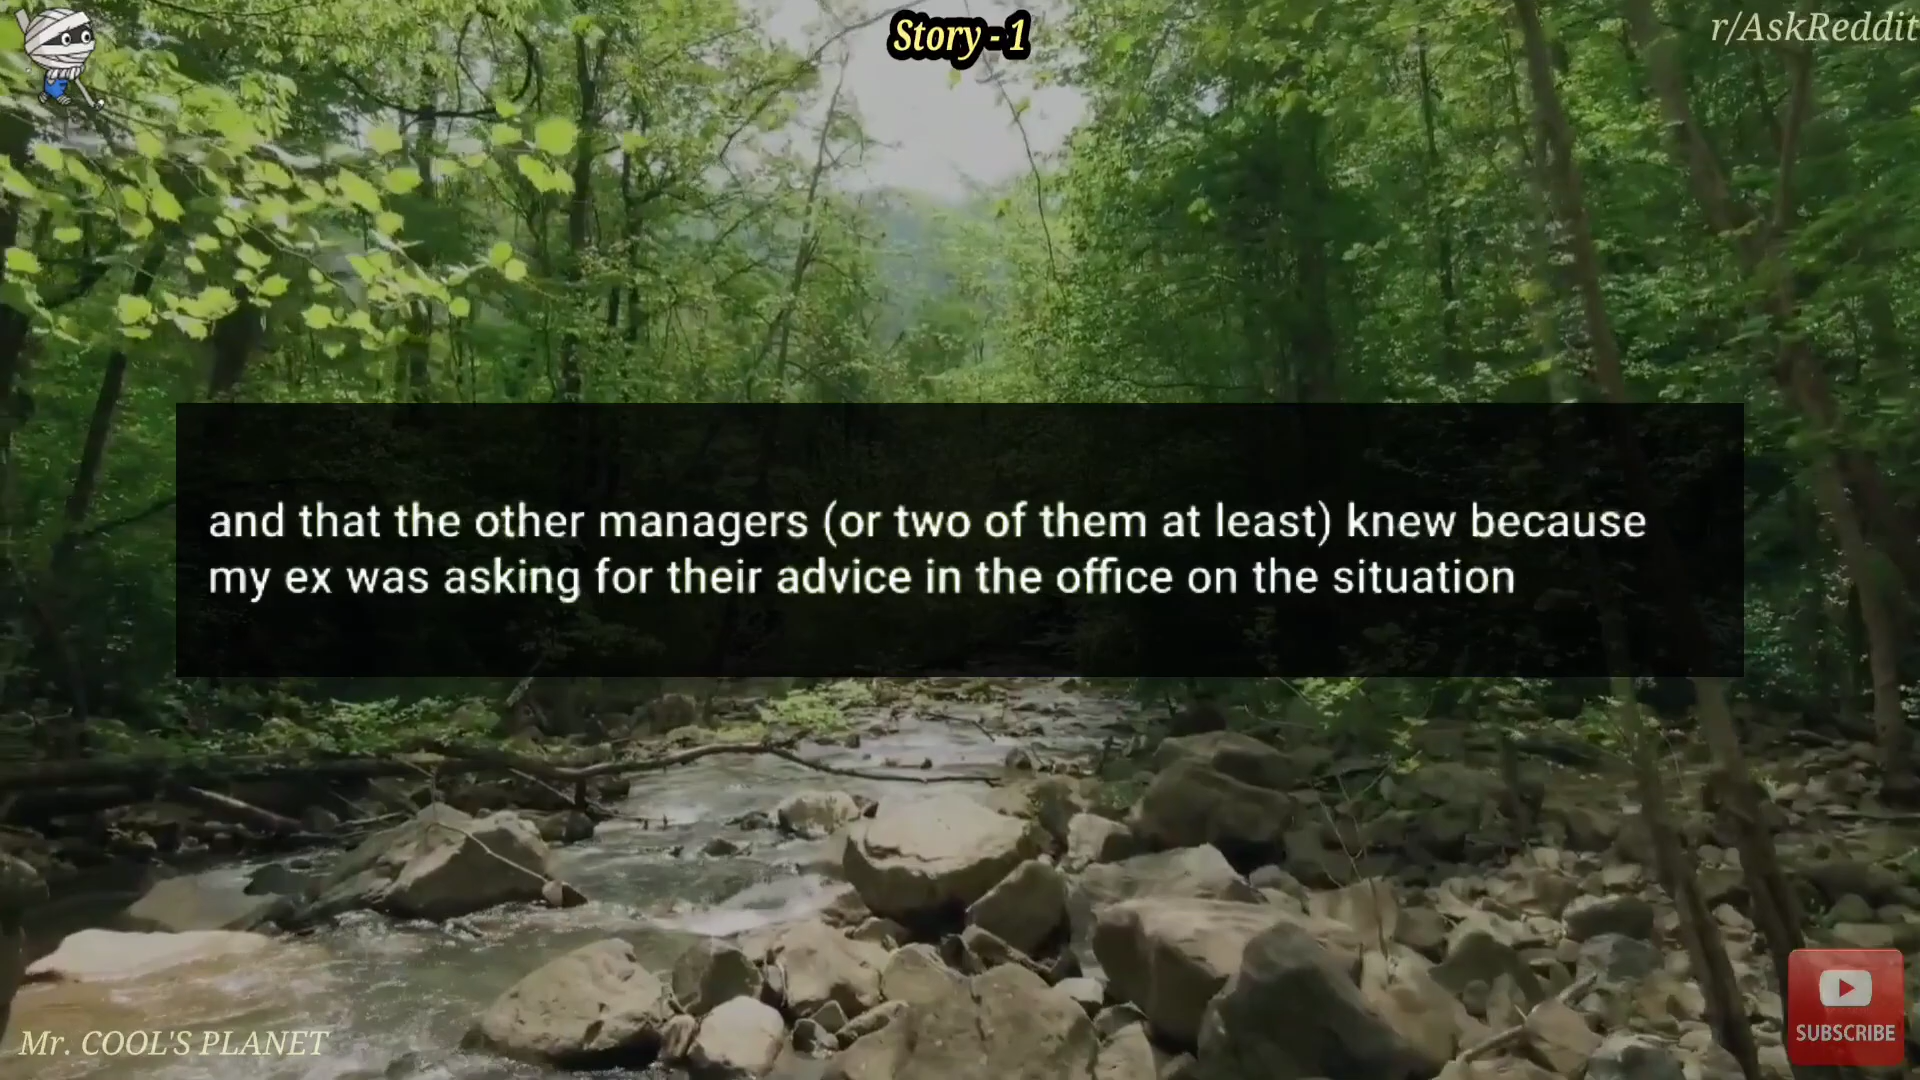 Story - 1
r/AskReddit
and that the other managers (or two of them at least) knew because
my ex was asking for their advice in the office on the situation
Mr. COOL'S PLANET
SUBSCRIBE